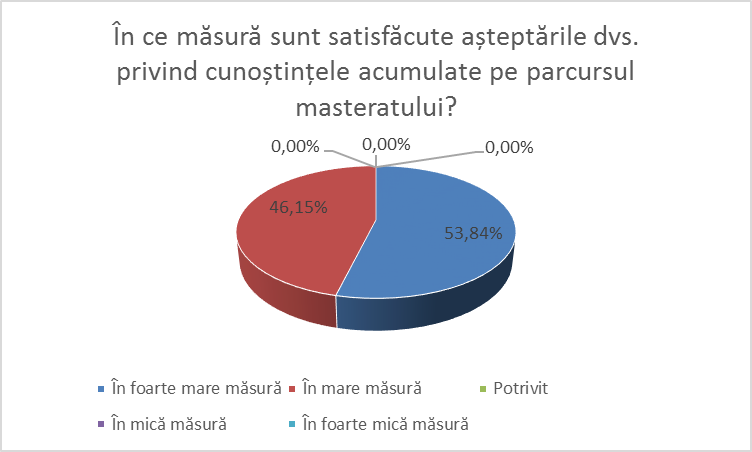 În ce măsură sunt satisfăcute așteptările dvs.
privind cunoștințele acumulate pe parcursul
masteratului?
0,00%
0,00%
0,00%
46,15%
53,84%
În foarte mare măsură
În mare măsură
Potrivit
În mică măsură
În foarte mică măsură